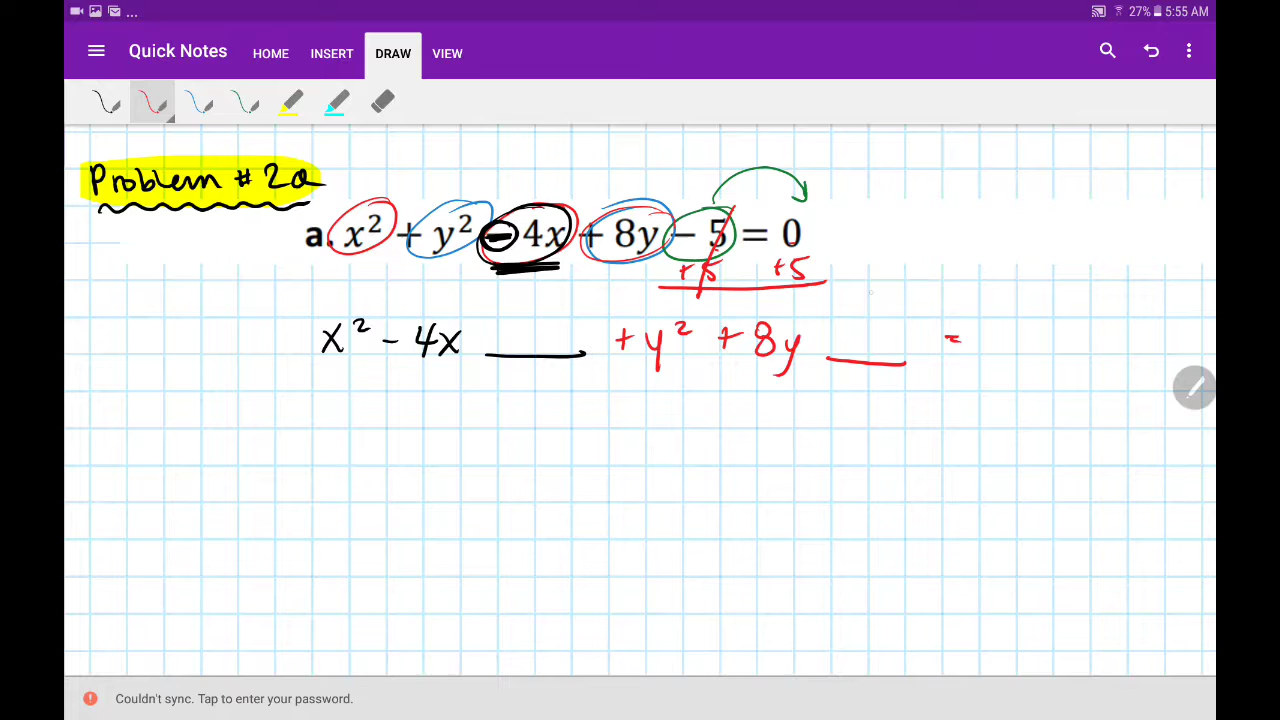 ... 27% 5:55 AM
Quick Notes HOME INSERT DRAW VIEW
Problem # 2a
a. x² + y² − 4x + 8y − 5 = 0
+5 +5
x² - 4x ____ + y² + 8y ____ =
Couldn't sync. Tap to enter your password.